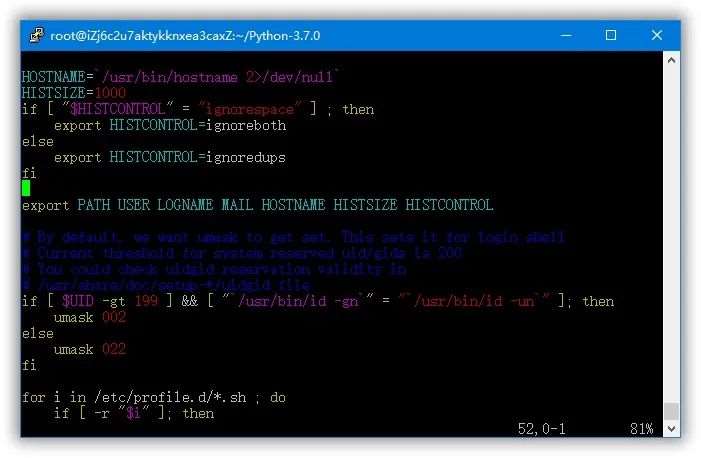 root@iZj6c2u7aktykknxea3caxZ:~/Python-3.7.0
HOSTNAME=`/usr/bin/hostname 2>/dev/null`
HISTSIZE=1000
if [ "$HISTCONTROL" = "ignorespace" ] ; then
    export HISTCONTROL=ignoreboth
else
    export HISTCONTROL=ignoredups
fi
export PATH USER LOGNAME MAIL HOSTNAME HISTSIZE HISTCONTROL
# By default, we want umask to get set. This sets it for login shell
# Current threshold for system reserved uid/gids is 200
# You could check uidgid reservation validity in
# /usr/share/doc/setup-*/uidgid file
if [ $UID -gt 199 ] && [ "`/usr/bin/id -gn`" = "`/usr/bin/id -un`" ]; then
    umask 002
else
    umask 022
fi
for i in /etc/profile.d/*.sh ; do
    if [ -r "$i" ]; then
52,0-1 81%